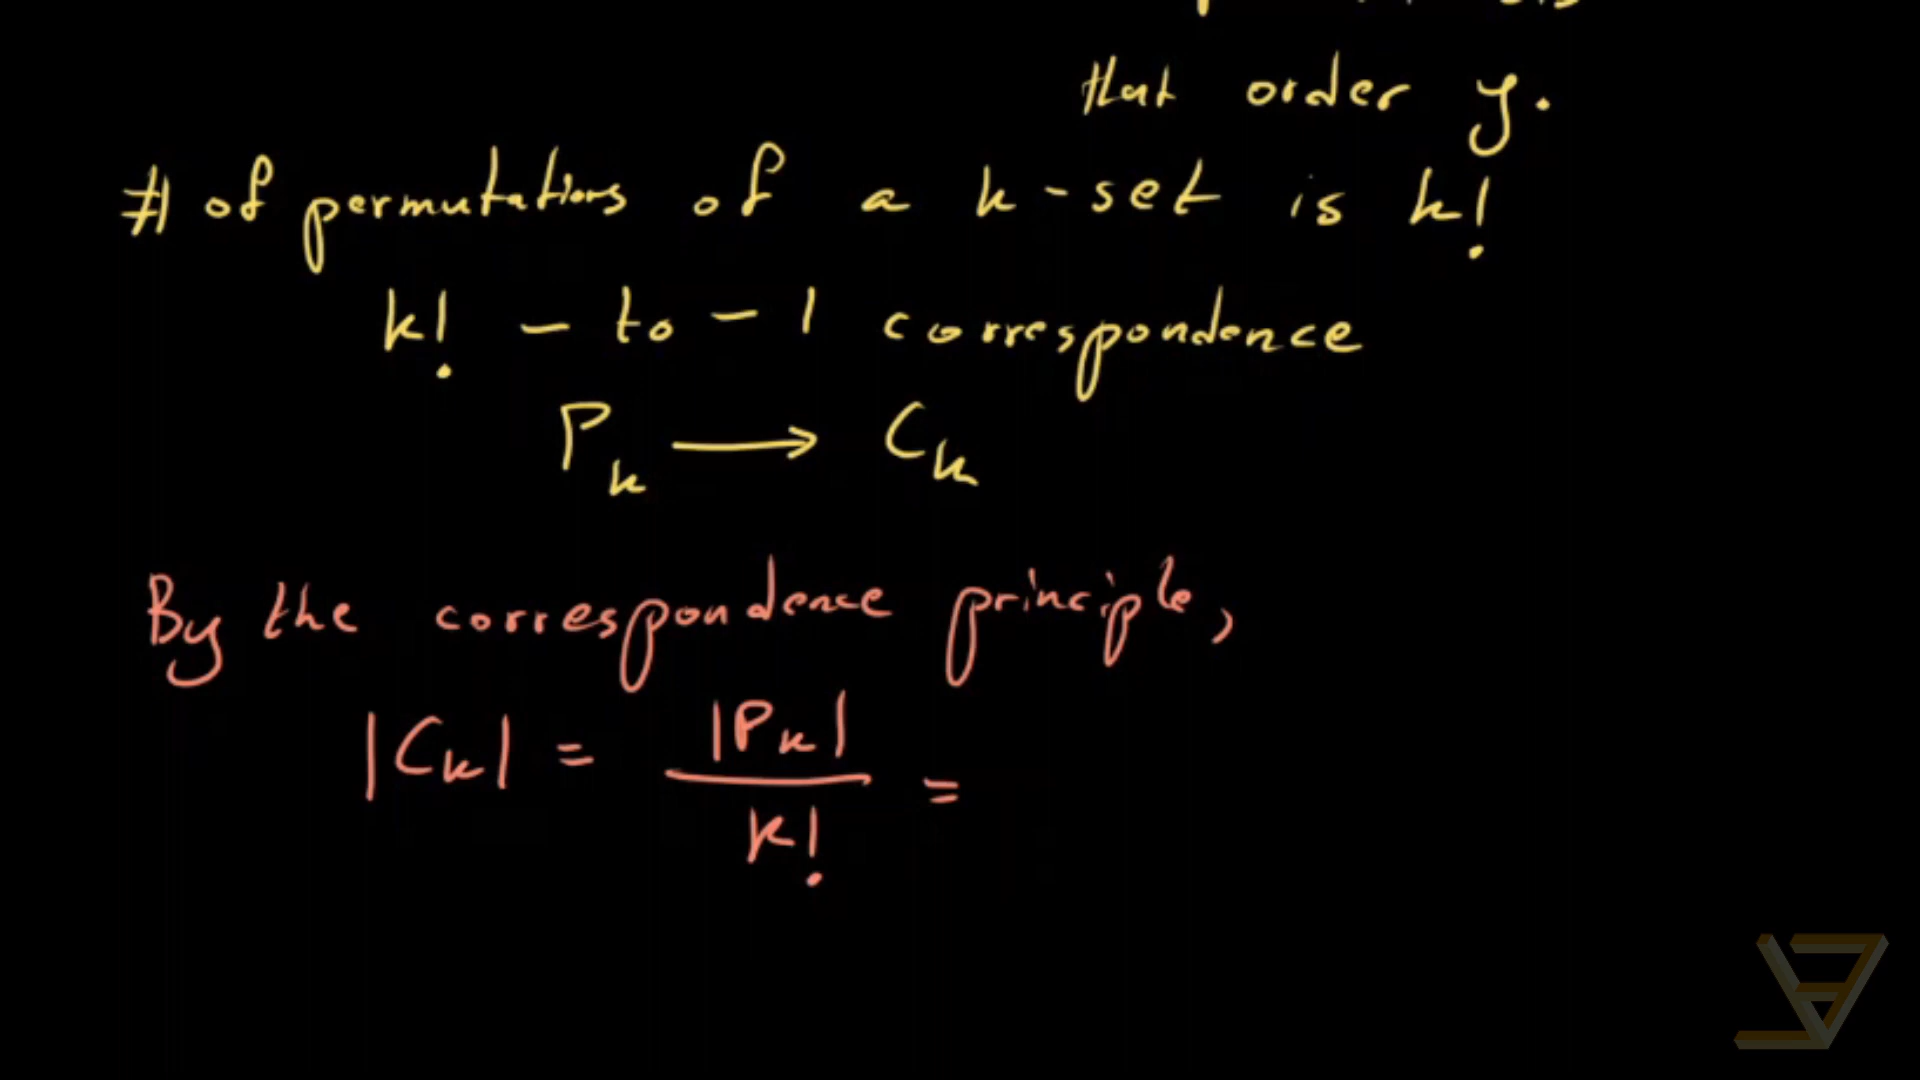 that order y.
# of permutations of a k-set is k!
k! - to - 1 correspondence
P_k → C_k
By the correspondence principle,
|C_k| = |P_k| / k! =